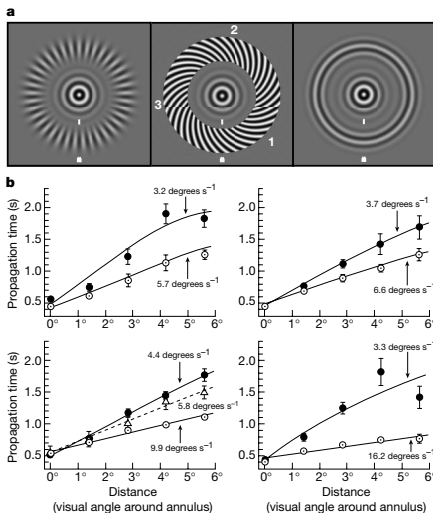 a
2
3
1
b
Propagation time (s)
2.0
1.5
1.0
0.5
3.2 degrees s⁻¹
5.7 degrees s⁻¹
0° 1° 2° 3° 4° 5° 6°
2.0
1.5
1.0
0.5
3.7 degrees s⁻¹
6.6 degrees s⁻¹
0° 1° 2° 3° 4° 5° 6°
Propagation time (s)
2.0
1.5
1.0
0.5
4.4 degrees s⁻¹
5.8 degrees s⁻¹
9.9 degrees s⁻¹
0° 1° 2° 3° 4° 5° 6°
Distance
(visual angle around annulus)
2.0
1.5
1.0
0.5
3.3 degrees s⁻¹
16.2 degrees s⁻¹
0° 1° 2° 3° 4° 5° 6°
Distance
(visual angle around annulus)